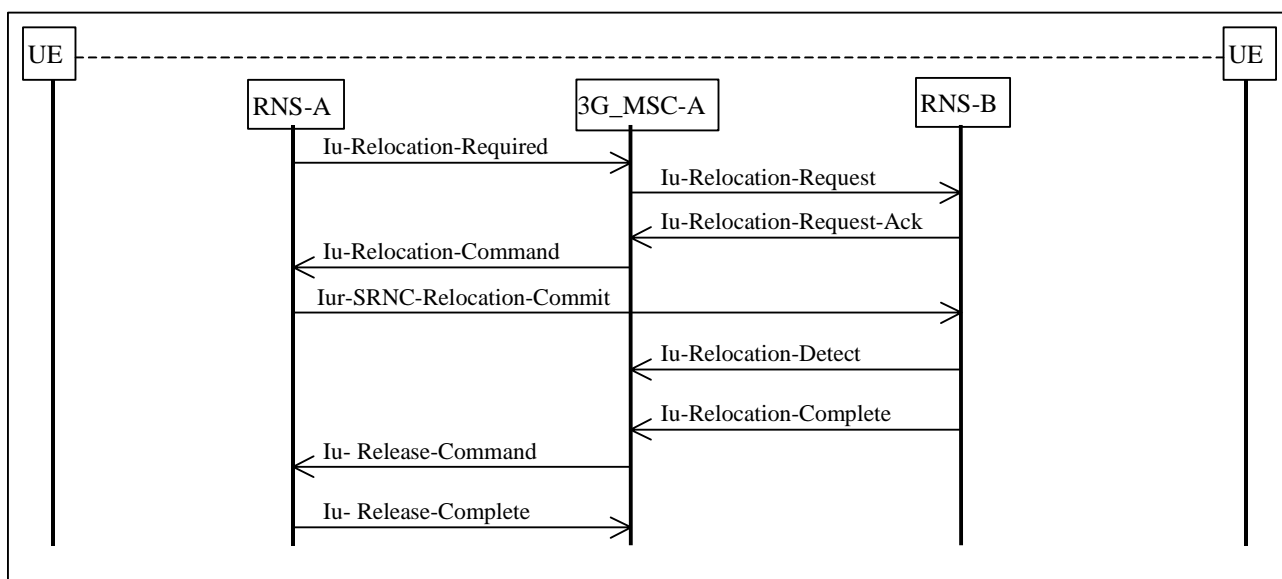 UE
UE
RNS-A
3G_MSC-A
RNS-B
Iu-Relocation-Required
Iu-Relocation-Request
Iu-Relocation-Request-Ack
Iu-Relocation-Command
Iur-SRNC-Relocation-Commit
Iu-Relocation-Detect
Iu-Relocation-Complete
Iu- Release-Command
Iu- Release-Complete